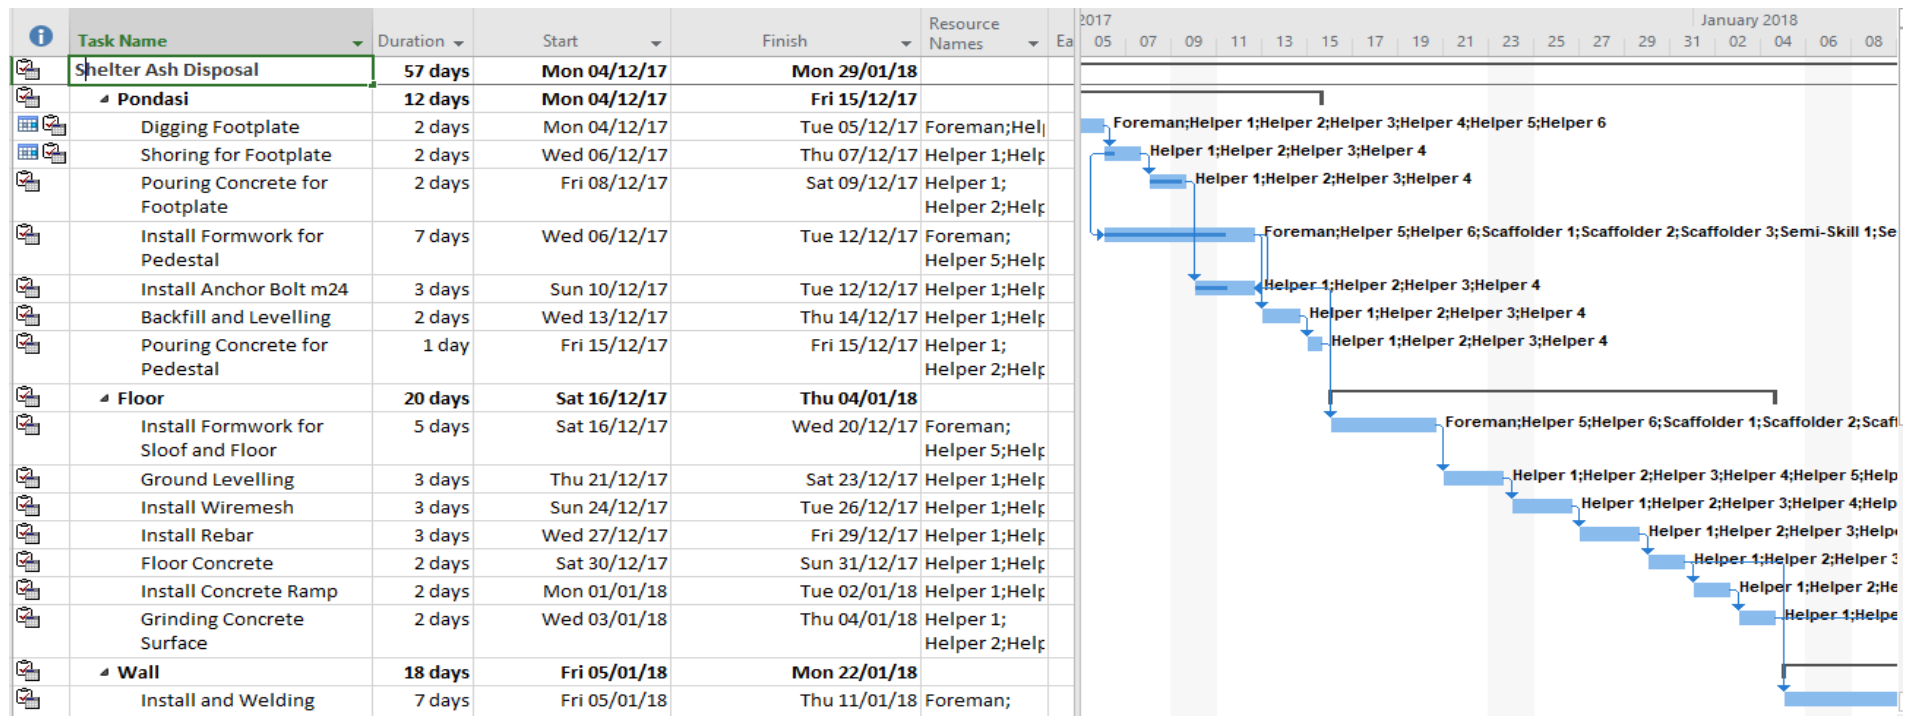 2017 January 2018
Task Name Duration Start Finish Resource Names Ea 05 07 09 11 13 15 17 19 21 23 25 27 29 31 02 04 06 08
Shelter Ash Disposal 57 days Mon 04/12/17 Mon 29/01/18
Pondasi 12 days Mon 04/12/17 Fri 15/12/17
Digging Footplate 2 days Mon 04/12/17 Tue 05/12/17 Foreman;Hel Foreman;Helper 1;Helper 2;Helper 3;Helper 4;Helper 5;Helper 6
Shoring for Footplate 2 days Wed 06/12/17 Thu 07/12/17 Helper 1;Help Helper 1;Helper 2;Helper 3;Helper 4
Pouring Concrete for 2 days Fri 08/12/17 Sat 09/12/17 Helper 1; Helper 1;Helper 2;Helper 3;Helper 4
Footplate Helper 2;Help
Install Formwork for 7 days Wed 06/12/17 Tue 12/12/17 Foreman; Foreman;Helper 5;Helper 6;Scaffolder 1;Scaffolder 2;Scaffolder 3;Semi-Skill 1;Se
Pedestal Helper 5;Help
Install Anchor Bolt m24 3 days Sun 10/12/17 Tue 12/12/17 Helper 1;Help Helper 1;Helper 2;Helper 3;Helper 4
Backfill and Levelling 2 days Wed 13/12/17 Thu 14/12/17 Helper 1;Help Helper 1;Helper 2;Helper 3;Helper 4
Pouring Concrete for 1 day Fri 15/12/17 Fri 15/12/17 Helper 1; Helper 1;Helper 2;Helper 3;Helper 4
Pedestal Helper 2;Help
Floor 20 days Sat 16/12/17 Thu 04/01/18
Install Formwork for 5 days Sat 16/12/17 Wed 20/12/17 Foreman; Foreman;Helper 5;Helper 6;Scaffolder 1;Scaffolder 2;Scaf
Sloof and Floor Helper 5;Help
Ground Levelling 3 days Thu 21/12/17 Sat 23/12/17 Helper 1;Help Helper 1;Helper 2;Helper 3;Helper 4;Helper 5;Help
Install Wiremesh 3 days Sun 24/12/17 Tue 26/12/17 Helper 1;Help Helper 1;Helper 2;Helper 3;Helper 4;Help
Install Rebar 3 days Wed 27/12/17 Fri 29/12/17 Helper 1;Help Helper 1;Helper 2;Helper 3;Helpe
Floor Concrete 2 days Sat 30/12/17 Sun 31/12/17 Helper 1;Help Helper 1;Helper 2;Helper 3
Install Concrete Ramp 2 days Mon 01/01/18 Tue 02/01/18 Helper 1;Help Helper 1;Helper 2;He
Grinding Concrete 2 days Wed 03/01/18 Thu 04/01/18 Helper 1; Helper 1;Helpe
Surface Helper 2;Help
Wall 18 days Fri 05/01/18 Mon 22/01/18
Install and Welding 7 days Fri 05/01/18 Thu 11/01/18 Foreman;